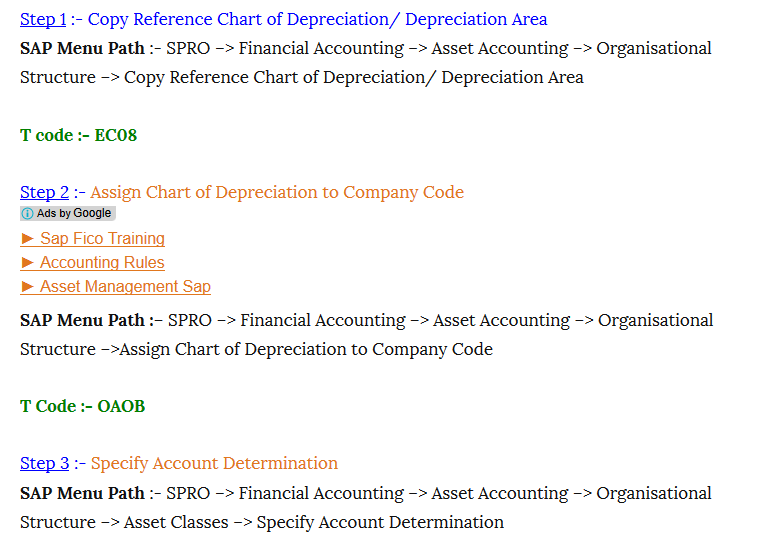 Step 1 :- Copy Reference Chart of Depreciation/ Depreciation Area
SAP Menu Path :- SPRO –> Financial Accounting –> Asset Accounting –> Organisational
Structure –> Copy Reference Chart of Depreciation/ Depreciation Area
T code :- EC08
Step 2 :- Assign Chart of Depreciation to Company Code
Ads by Google
► Sap Fico Training
► Accounting Rules
► Asset Management Sap
SAP Menu Path :– SPRO –> Financial Accounting –> Asset Accounting –> Organisational
Structure –>Assign Chart of Depreciation to Company Code
T Code :- OAOB
Step 3 :- Specify Account Determination
SAP Menu Path :- SPRO –> Financial Accounting –> Asset Accounting –> Organisational
Structure –> Asset Classes –> Specify Account Determination